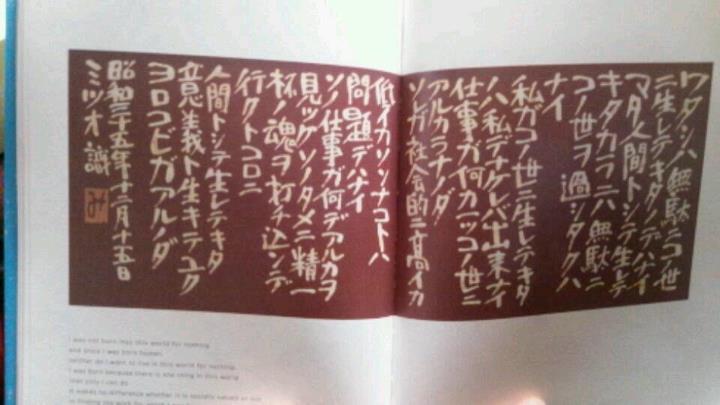 ワタシハ無駄ニコノ世
ニ生レテキタノデハナイ
マタ人間トシテ生レテ
キタカラニハ無駄ニ
コノ世ヲ過シタクハ
ナイ
私ガコノ世ニ生レテキタ
ノハ私デナケレバ出来ナイ
仕事ガ何カ一ツコノ世ニ
アルカラナノダ
ソレガ社会的ニ高イカ
低イカソンナコトハ
問題デハナイ
ソノ仕事ガ何デアルカヲ
見ツケソノタメニ精一
杯ノ魂ヲ打チ込ンデ
行クトコロニ
人間トシテ生レテキタ
意義ト生キテユク
ヨロコビガアルノダ
昭和三十五年十二月十五日
ミツオ識
み
I was not born into this world for nothing
and since I was born human,
neither do I want to live in this world for nothing.
I was born because there is one thing in this world
that only I can do
It makes no difference whether it is socially valued or not